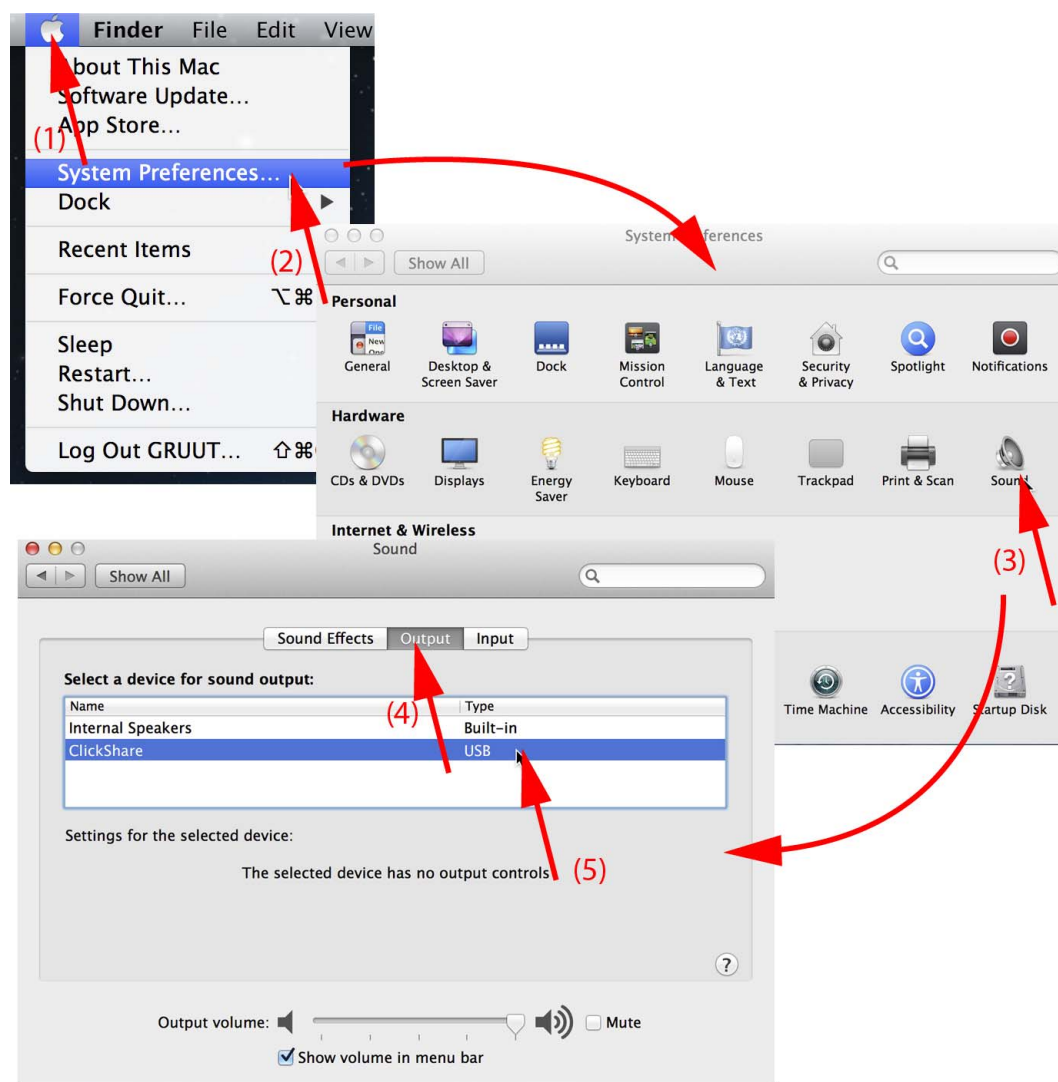 Finder File Edit View
About This Mac
Software Update...
App Store...
(1)
System Preferences...
Dock
Recent Items
(2)
Force Quit... ⌥⌘
Sleep
Restart...
Shut Down...
Log Out GRUUT... ⇧⌘
System Preferences
Show All
Personal
File
New
General
Desktop &
Screen Saver
Dock
Mission
Control
Language
& Text
Security
& Privacy
Spotlight
Notifications
Hardware
CDs & DVDs
Displays
Energy
Saver
Keyboard
Mouse
Trackpad
Print & Scan
Sound
(3)
Internet & Wireless
Time Machine
Accessibility
Startup Disk
Sound
Show All
Sound Effects Output Input
Select a device for sound output:
(4)
Name Type
Internal Speakers Built-in
ClickShare USB
Settings for the selected device:
The selected device has no output controls
(5)
?
Output volume: Mute
Show volume in menu bar